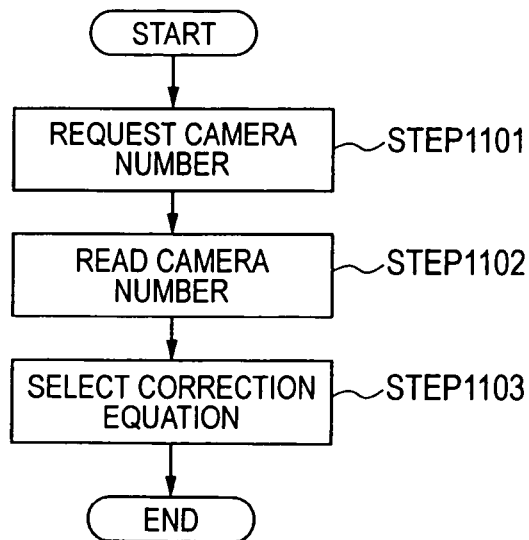 START
REQUEST CAMERA
NUMBER
STEP1101
READ CAMERA
NUMBER
STEP1102
SELECT CORRECTION
EQUATION
STEP1103
END